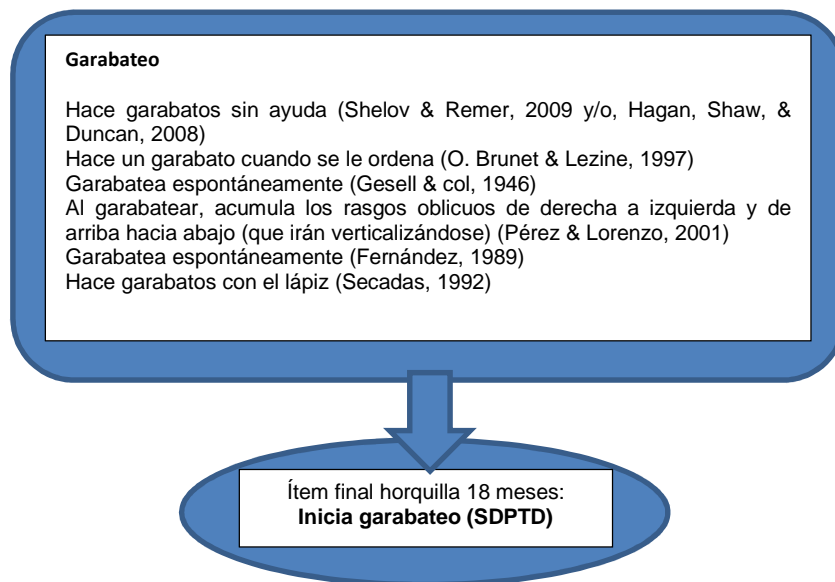 Garabateo
Hace garabatos sin ayuda (Shelov & Remer, 2009 y/o, Hagan, Shaw, &
Duncan, 2008)
Hace un garabato cuando se le ordena (O. Brunet & Lezine, 1997)
Garabatea espontáneamente (Gesell & col, 1946)
Al garabatear, acumula los rasgos oblicuos de derecha a izquierda y de
arriba hacia abajo (que irán verticalizándose) (Pérez & Lorenzo, 2001)
Garabatea espontáneamente (Fernández, 1989)
Hace garabatos con el lápiz (Secadas, 1992)
Ítem final horquilla 18 meses:
Inicia garabateo (SDPTD)